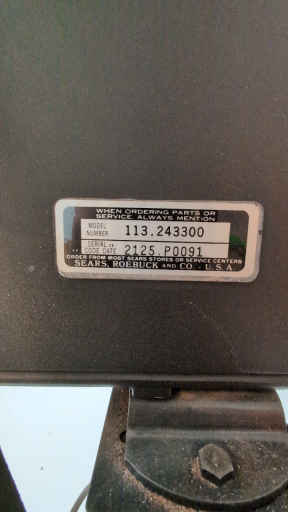 WHEN ORDERING PARTS OR
SERVICE, ALWAYS MENTION
MODEL
NUMBER 113.243300
SERIAL OR
CODE DATE 2125 P0091
ORDER FROM MOST SEARS STORES OR SERVICE CENTERS
SEARS, ROEBUCK AND CO. - U.S.A